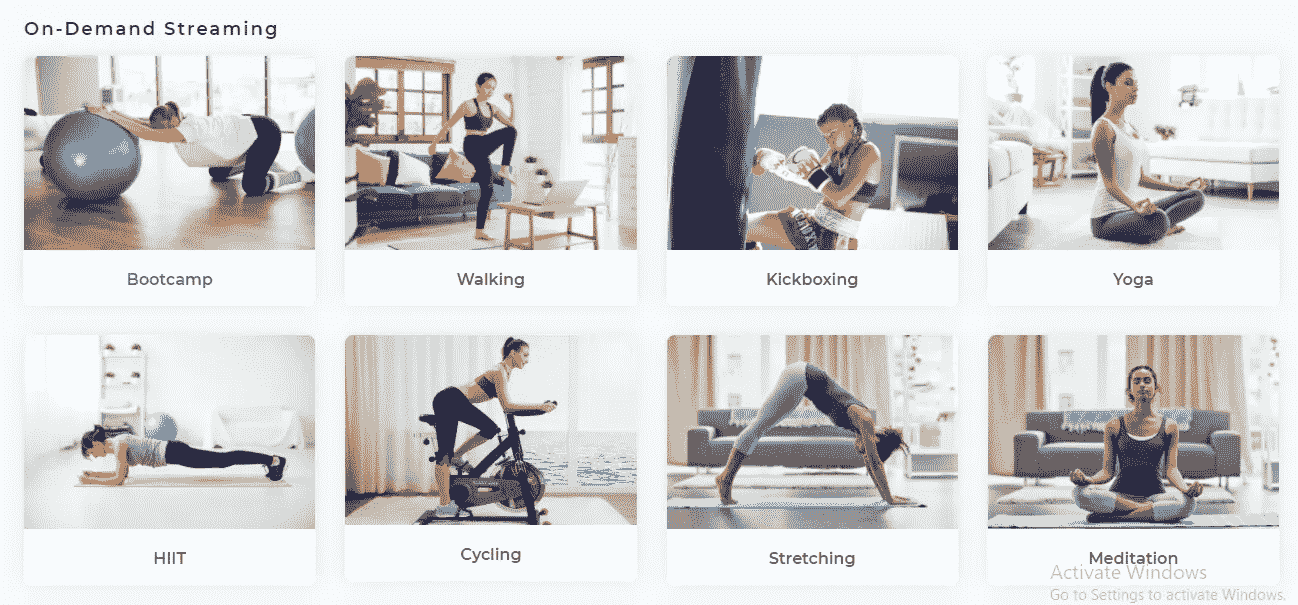 On-Demand Streaming
Bootcamp
Walking
Kickboxing
Yoga
HIIT
Cycling
Stretching
Meditation
Activate Windows
Go to Settings to activate Windows.